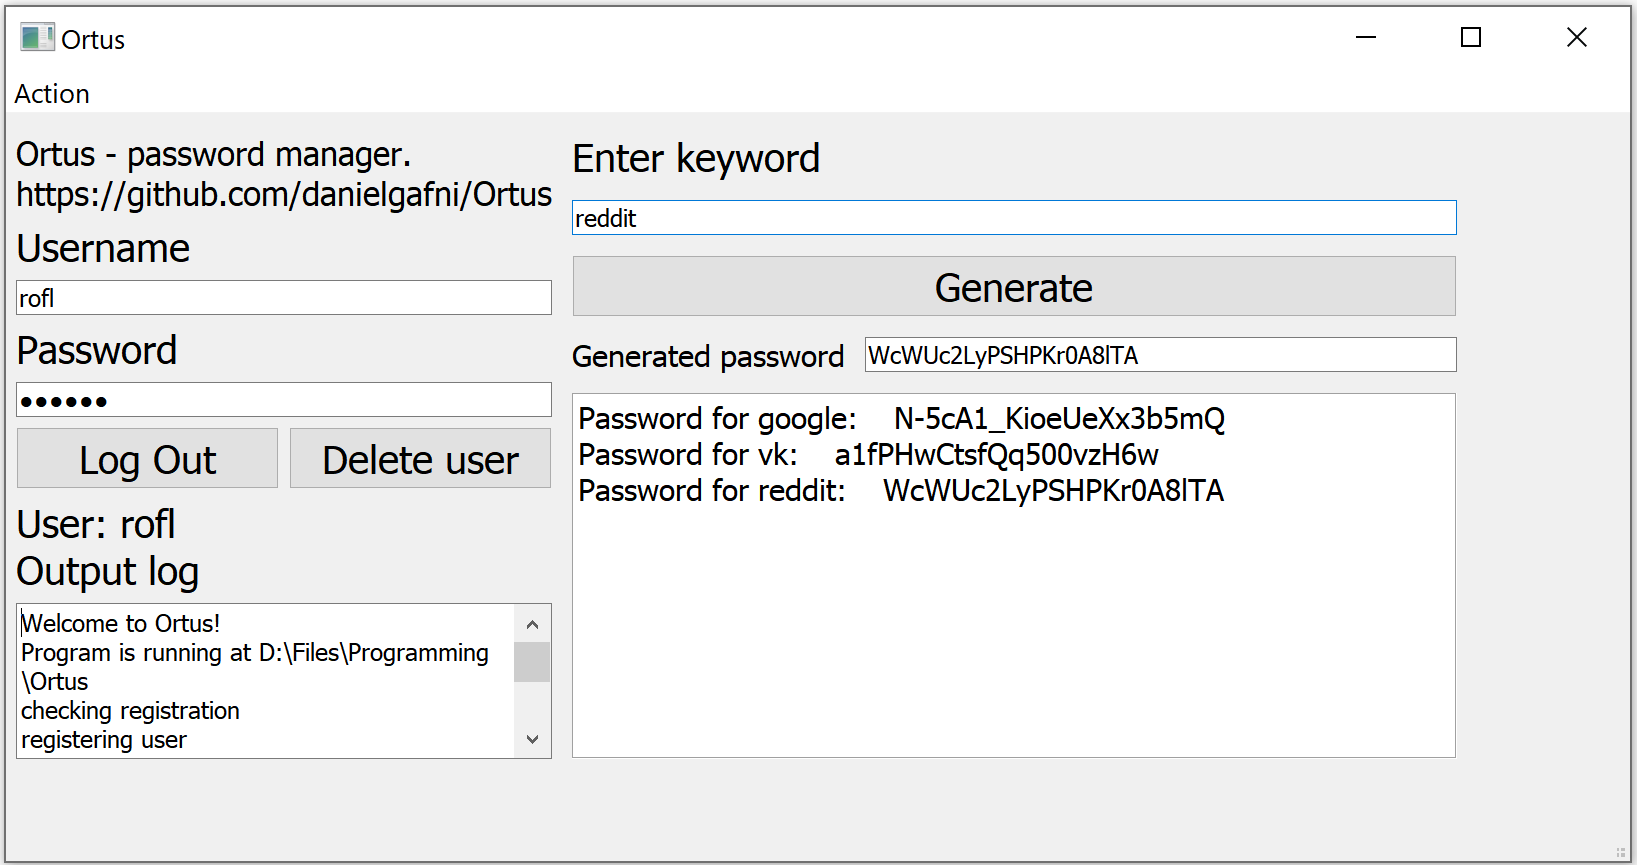 Ortus
Action
Ortus - password manager.
https://github.com/danielgafni/Ortus
Username
rofl
Password
●●●●●●
Log Out
Delete user
User: rofl
Output log
Welcome to Ortus!
Program is running at D:\Files\Programming
\Ortus
checking registration
registering user
Enter keyword
reddit
Generate
Generated password WcWUc2LyPSHPKr0A8lTA
Password for google: N-5cA1_KioeUeXx3b5mQ
Password for vk: a1fPHwCtsfQq500vzH6w
Password for reddit: WcWUc2LyPSHPKr0A8lTA